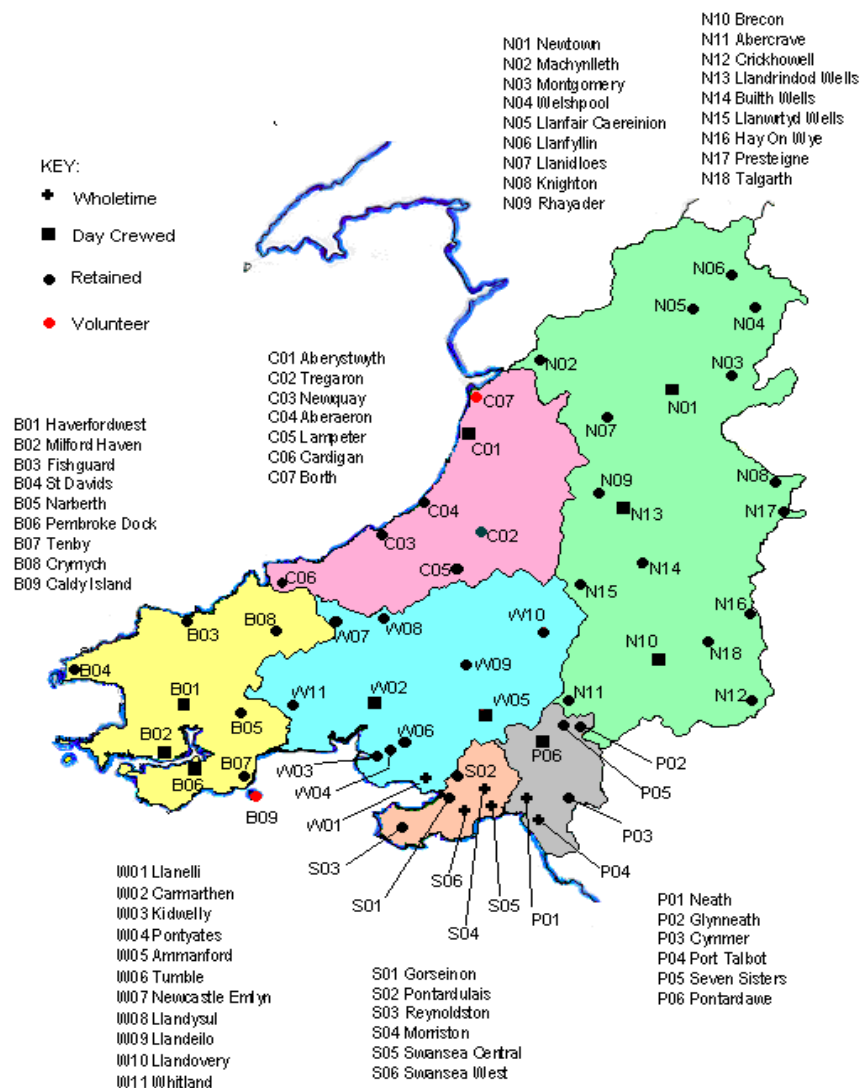 N10 Brecon
N11 Abercrave
N12 Crickhowell
N13 Llandrindod Wells
N14 Builth Wells
N15 Llanwrtyd Wells
N16 Hay On Wye
N17 Presteigne
N18 Talgarth
N01 Newtown
N02 Machynlleth
N03 Montgomery
N04 Welshpool
N05 Llanfair Caereinion
N06 Llanfyllin
N07 Llanidloes
N08 Knighton
N09 Rhayader
KEY:
Wholetime
Day Crewed
Retained
Volunteer
C01 Aberystwyth
C02 Tregaron
C03 Newquay
C04 Aberaeron
C05 Lampeter
C06 Cardigan
C07 Borth
B01 Haverfordwest
B02 Milford Haven
B03 Fishguard
B04 St Davids
B05 Narberth
B06 Pembroke Dock
B07 Tenby
B08 Crymych
B09 Caldy Island
N06
N05
N04
N02
N03
N01
C07
N07
C01
N08
N09
N13
N17
C04
C02
C03
N14
C05
C06
N15
N16
W10
W08
W07
B08
B03
N18
N10
W09
B04
N11
N12
W11
W02
W05
B01
B05
B02
W06
P06
P02
W03
S02
B07
B06
W04
P05
B09
W01
P03
S03
P04
S06
S05
S01
P01
S04
W01 Llanelli
W02 Carmarthen
W03 Kidwelly
W04 Pontyates
W05 Ammanford
W06 Tumble
W07 Newcastle Emlyn
W08 Llandysul
W09 Llandeilo
W10 Llandovery
W11 Whitland
S01 Gorseinon
S02 Pontardulais
S03 Reynoldston
S04 Morriston
S05 Swansea Central
S06 Swansea West
P01 Neath
P02 Glynneath
P03 Cymmer
P04 Port Talbot
P05 Seven Sisters
P06 Pontardawe